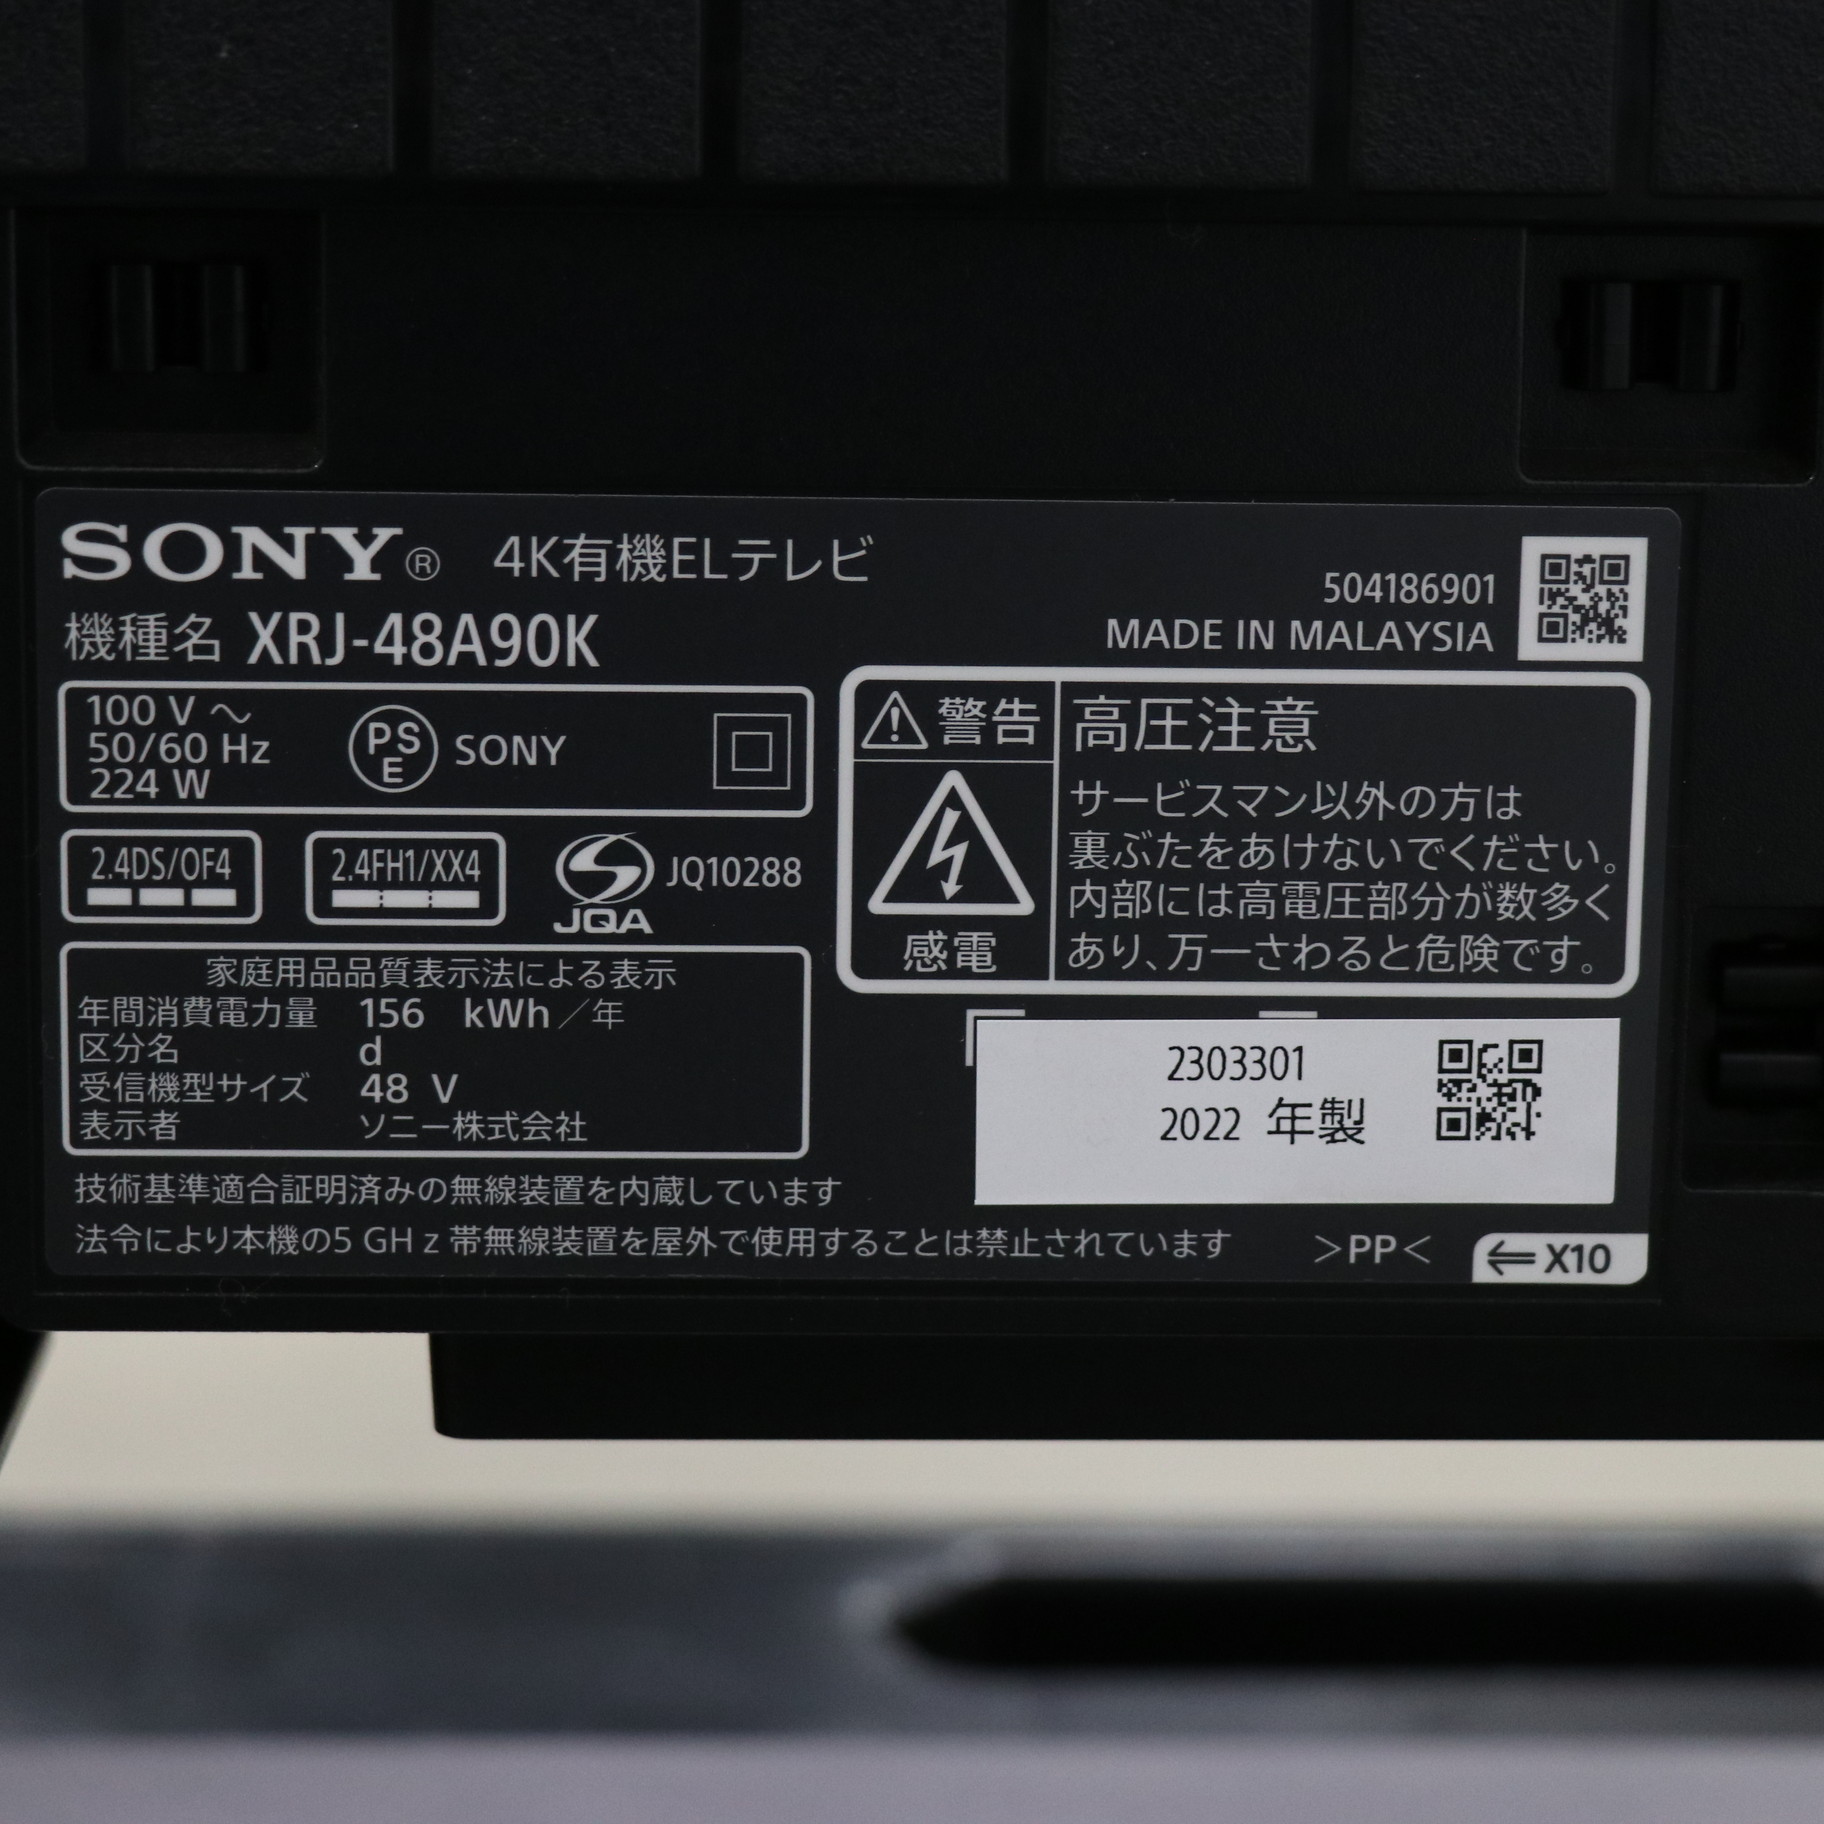 SONY® 4K有機ELテレビ
機種名 XRJ-48A90K
504186901
MADE IN MALAYSIA
100 V ～
50/60 Hz
224 W
PS
E
SONY
2.4DS/OF4
2.4FH1/XX4
JQA
JQ10288
警告
感電
高圧注意
サービスマン以外の方は
裏ぶたをあけないでください。
内部には高電圧部分が数多く
あり、万一さわると危険です。
家庭用品品質表示法による表示
年間消費電力量 156 kWh／年
区分名 d
受信機型サイズ 48 V
表示者 ソニー株式会社
2303301
2022 年製
技術基準適合証明済みの無線装置を内蔵しています
法令により本機の5 GHz帯無線装置を屋外で使用することは禁止されています
>PP<
⇐ X10